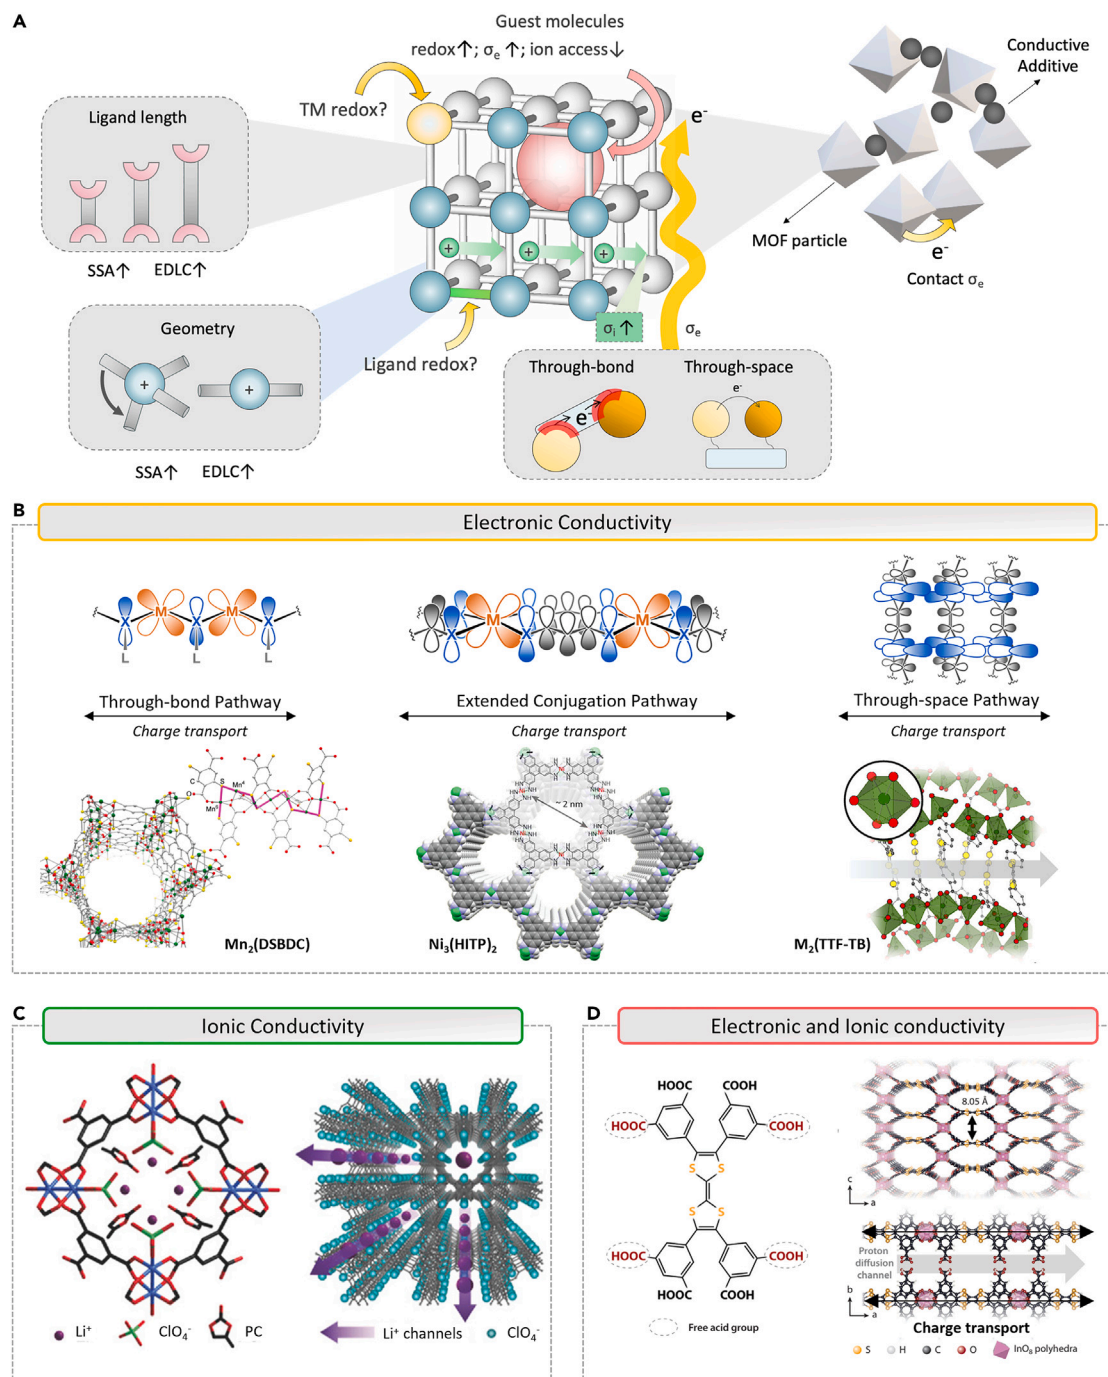 A
Guest molecules
redox↑; σe ↑; ion access↓
TM redox?
e-
Conductive
Additive
Ligand length
SSA↑ EDLC↑
MOF particle
e-
Contact σe
Geometry
+
+
SSA↑ EDLC↑
+
+
+
σi ↑
σe
Ligand redox?
Through-bond
e-
Through-space
e-
B
Electronic Conductivity
X M X M X
L L L
X M X X M X
Through-bond Pathway
Charge transport
Extended Conjugation Pathway
Charge transport
Through-space Pathway
Charge transport
C S
O
Mn
Mn
~ 2 nm
Mn2(DSBDC)
Ni3(HITP)2
M2(TTF-TB)
C
Ionic Conductivity
Li+ ClO4- PC
Li+ channels ClO4-
D
Electronic and Ionic conductivity
HOOC COOH
HOOC COOH
S S
S S
HOOC COOH
HOOC COOH
Free acid group
8.05 Å
c
a
Proton
diffusion
channel
b
a
Charge transport
S H C O InO8 polyhedra